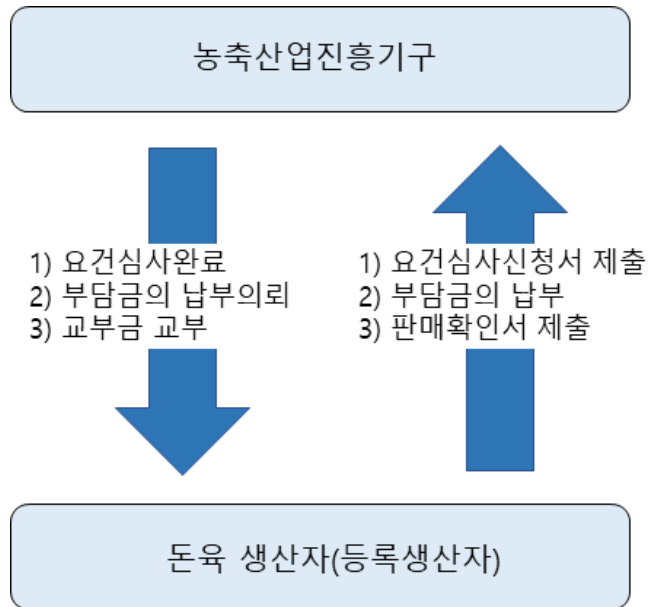 농축산업진흥기구
1) 요건심사완료
2) 부담금의 납부의뢰
3) 교부금 교부
1) 요건심사신청서 제출
2) 부담금의 납부
3) 판매확인서 제출
돈육 생산자(등록생산자)